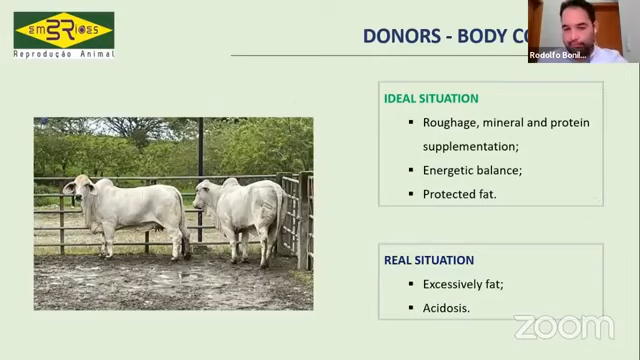 EM3RIÕES
Reprodução Animal
DONORS - BODY CO
Rodolfo Bonil...
IDEAL SITUATION
▪ Roughage, mineral and protein
supplementation;
▪ Energetic balance;
▪ Protected fat.
REAL SITUATION
▪ Excessively fat;
▪ Acidosis.
zoom